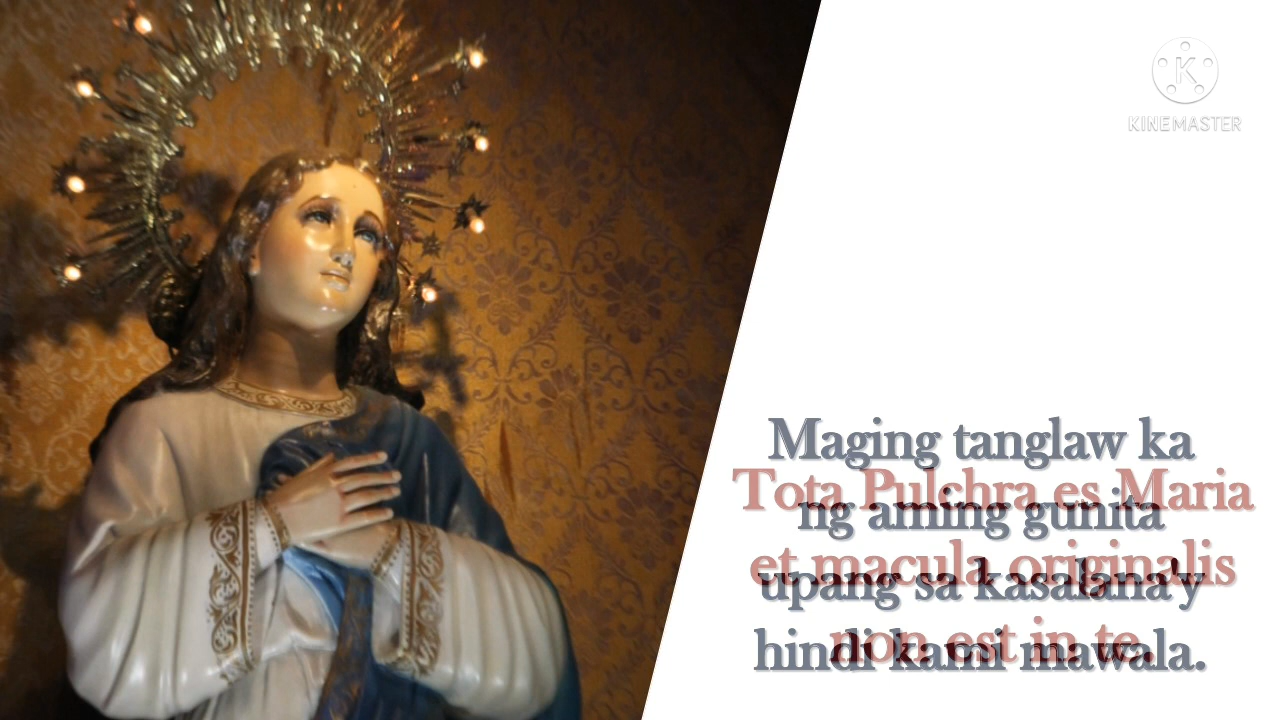 KINEMASTER
Maging tanglaw ka
Tota Pulchra es Maria
ng aming gunita
et macula originalis
upang sa kasalana'y
non est in te.
hindi kami mawala.